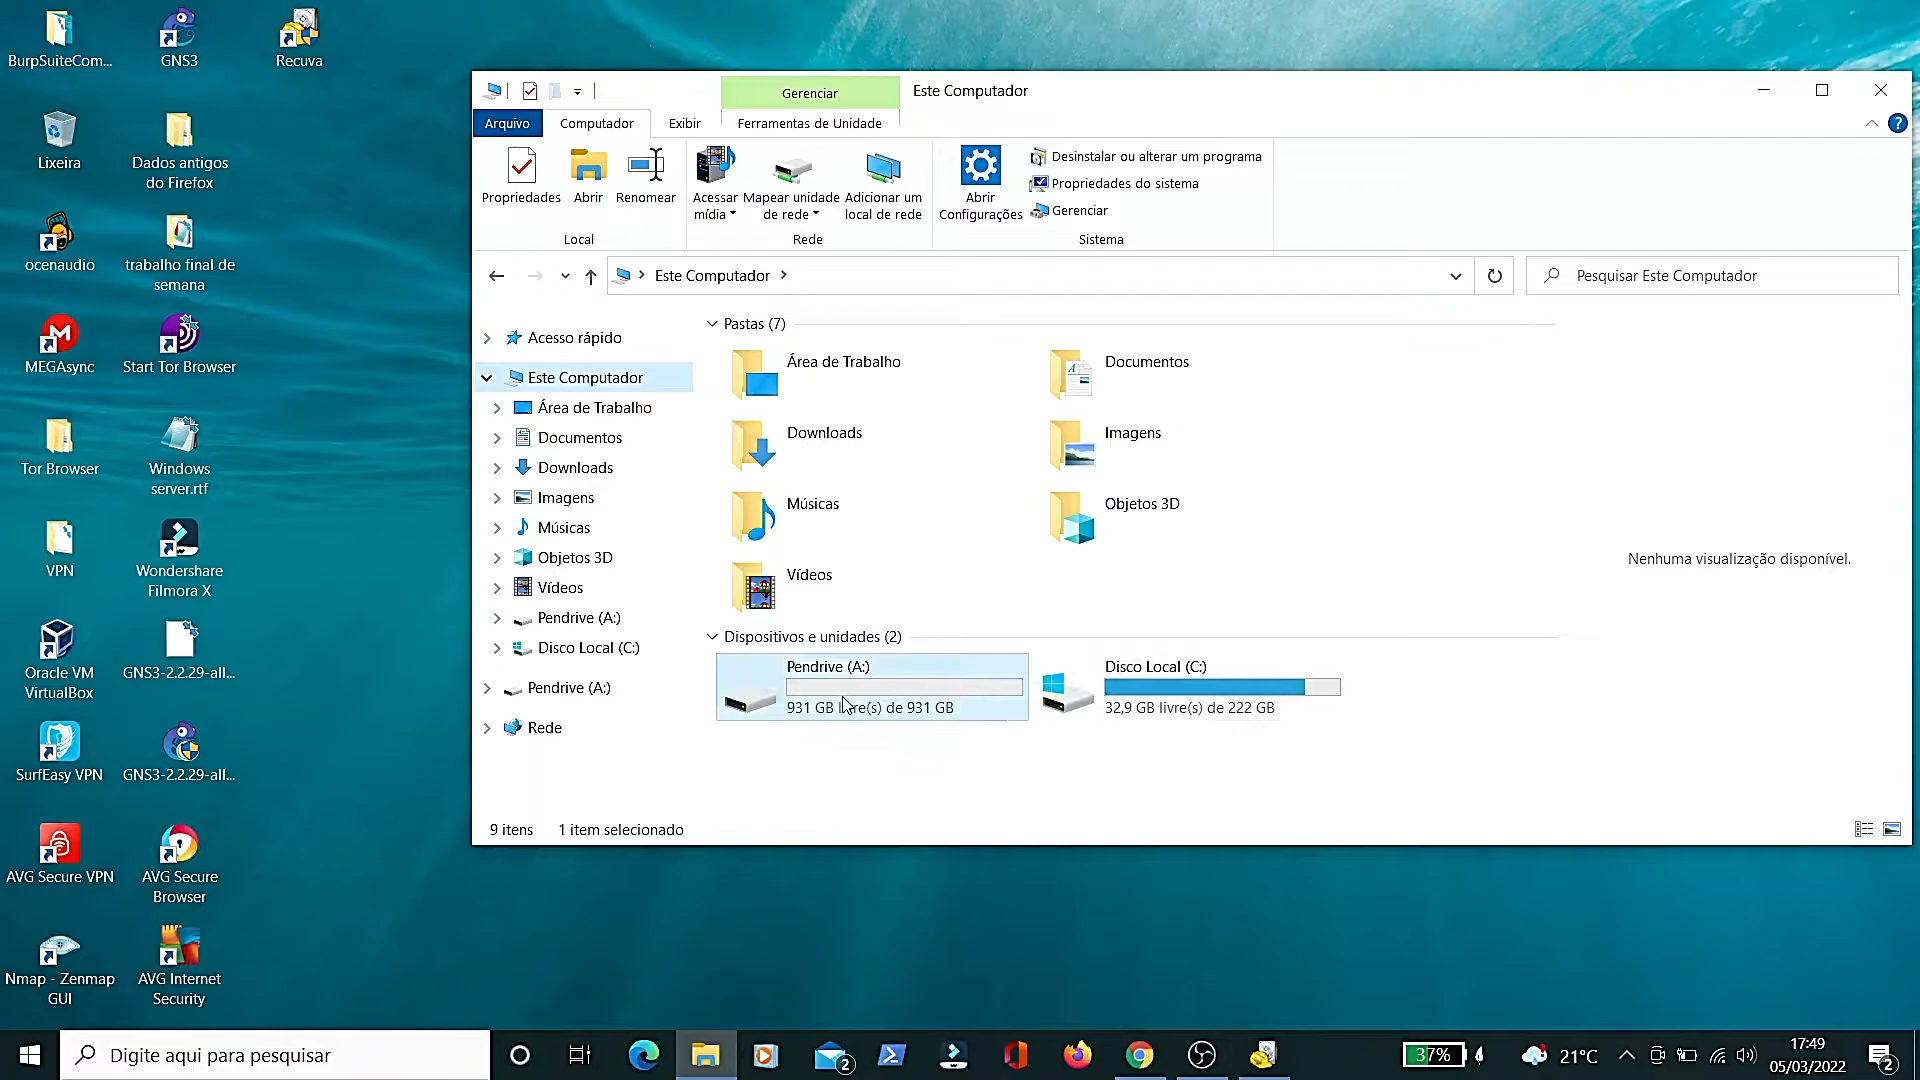 BurpSuiteCom...
GNS3
Recuva
Lixeira
Dados antigos
do Firefox
ocenaudio
trabalho final de
semana
MEGAsync
Start Tor Browser
Tor Browser
Windows
server.rtf
VPN
Wondershare
Filmora X
Oracle VM
VirtualBox
GNS3-2.2.29-all...
SurfEasy VPN
GNS3-2.2.29-all...
AVG Secure VPN
AVG Secure
Browser
Nmap - Zenmap
GUI
AVG Internet
Security
Gerenciar
Este Computador
Arquivo
Computador
Exibir
Ferramentas de Unidade
Propriedades
Abrir
Renomear
Local
Acessar
mídia
Mapear unidade
de rede
Adicionar um
local de rede
Rede
Abrir
Configurações
Desinstalar ou alterar um programa
Propriedades do sistema
Gerenciar
Sistema
Este Computador
Pesquisar Este Computador
Acesso rápido
Este Computador
Área de Trabalho
Documentos
Downloads
Imagens
Músicas
Objetos 3D
Vídeos
Pendrive (A:)
Disco Local (C:)
Pendrive (A:)
Rede
Pastas (7)
Área de Trabalho
Documentos
Downloads
Imagens
Músicas
Objetos 3D
Vídeos
Dispositivos e unidades (2)
Pendrive (A:)
931 GB livre(s) de 931 GB
Disco Local (C:)
32,9 GB livre(s) de 222 GB
Nenhuma visualização disponível.
9 itens
1 item selecionado
Digite aqui para pesquisar
2
37%
21°C
17:49
05/03/2022
2